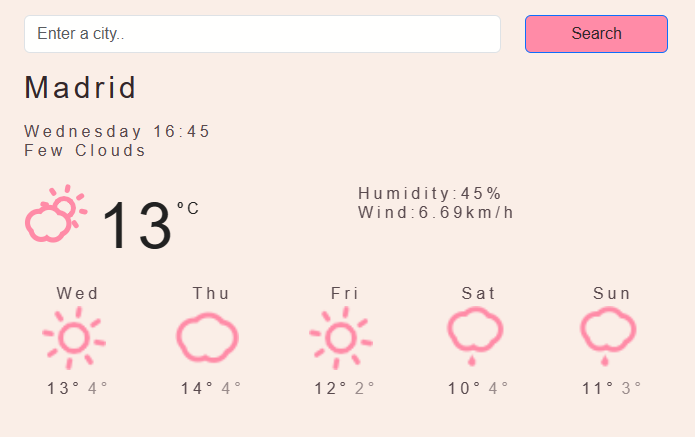 Enter a city..
Search
Madrid
Wednesday 16:45
Few Clouds
13°C
Humidity:45%
Wind:6.69km/h
Wed Thu Fri Sat Sun
13° 4° 14° 4° 12° 2° 10° 4° 11° 3°